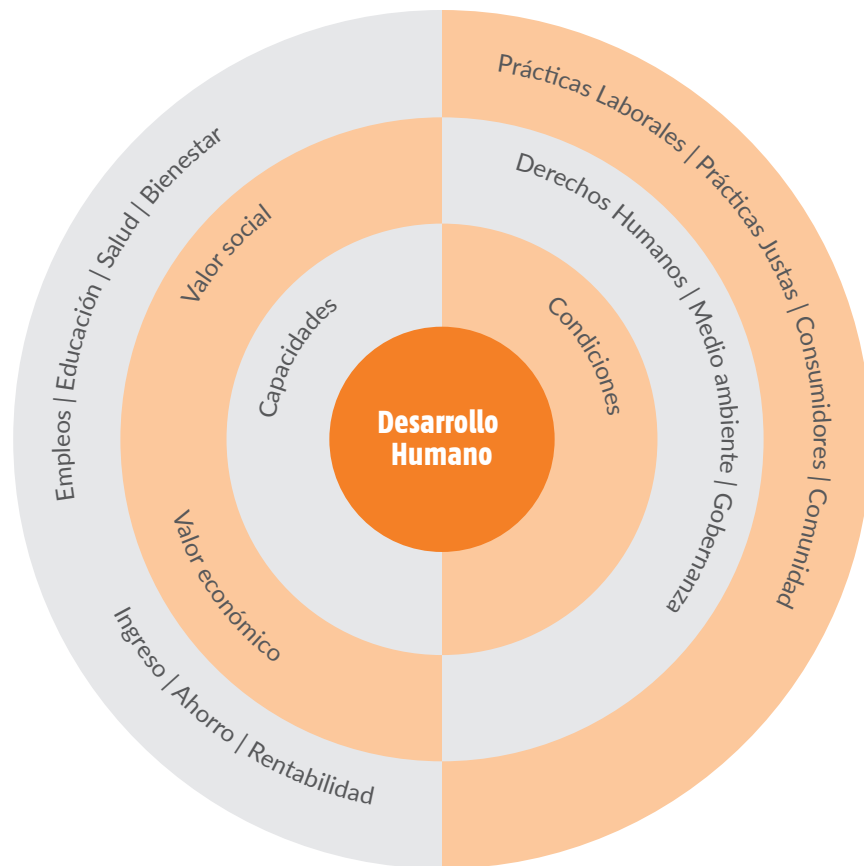 Prácticas Laborales | Prácticas Justas | Consumidores | Comunidad
Derechos Humanos | Medio ambiente | Gobernanza
Condiciones
Empleos | Educación | Salud | Bienestar
Valor social
Capacidades
Desarrollo
Humano
Valor económico
Ingreso | Ahorro | Rentabilidad